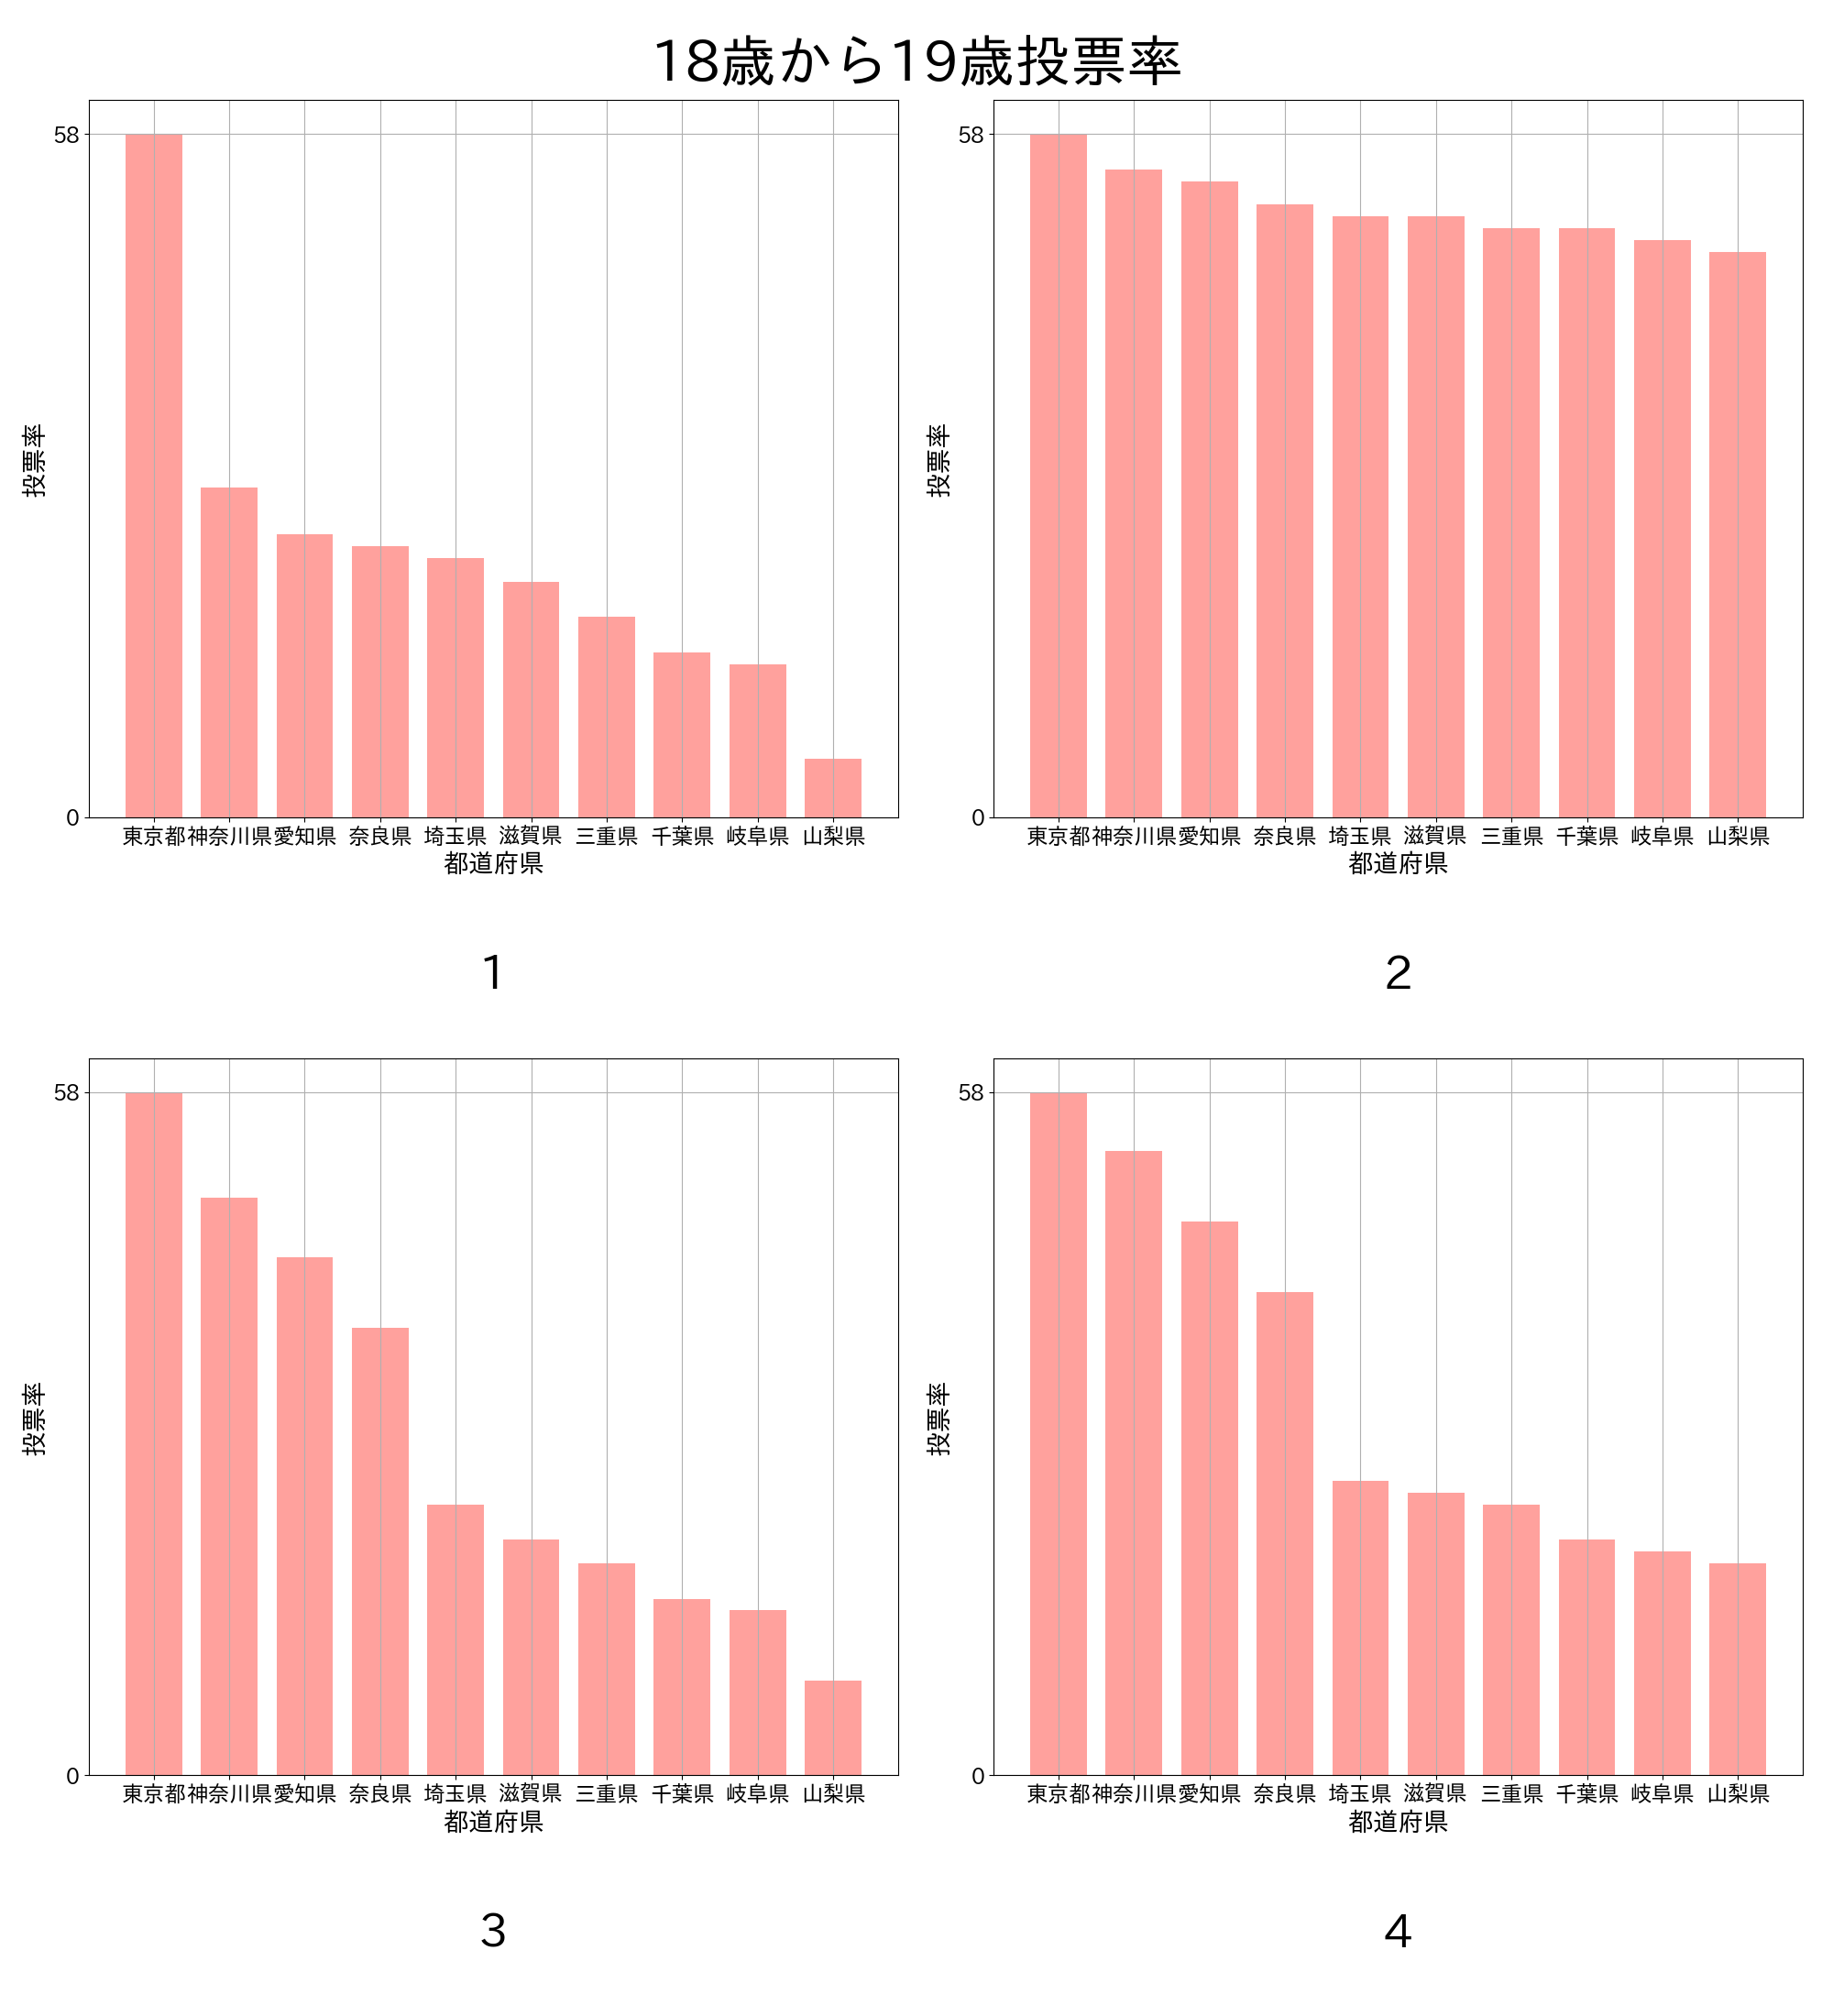 18歳から19歳投票率
58
0
投票率
東京都 神奈川県 愛知県 奈良県 埼玉県 滋賀県 三重県 千葉県 岐阜県 山梨県
都道府県
1
58
0
投票率
東京都 神奈川県 愛知県 奈良県 埼玉県 滋賀県 三重県 千葉県 岐阜県 山梨県
都道府県
2
58
0
投票率
東京都 神奈川県 愛知県 奈良県 埼玉県 滋賀県 三重県 千葉県 岐阜県 山梨県
都道府県
3
58
0
投票率
東京都 神奈川県 愛知県 奈良県 埼玉県 滋賀県 三重県 千葉県 岐阜県 山梨県
都道府県
4